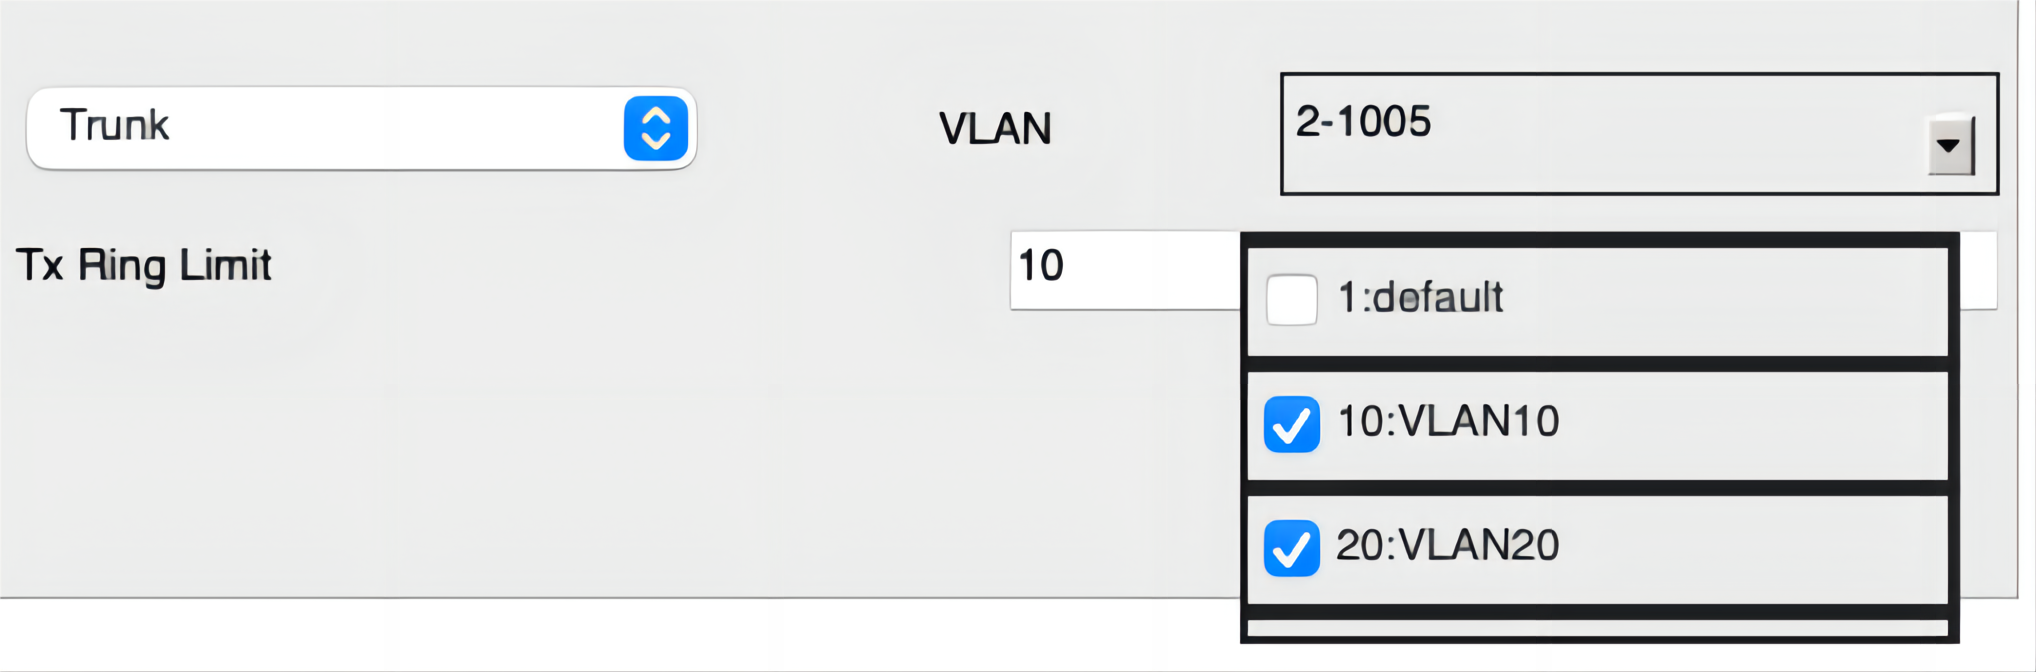 Trunk VLAN 2-1005
Tx Ring Limit 10
1:default
10:VLAN10
20:VLAN20